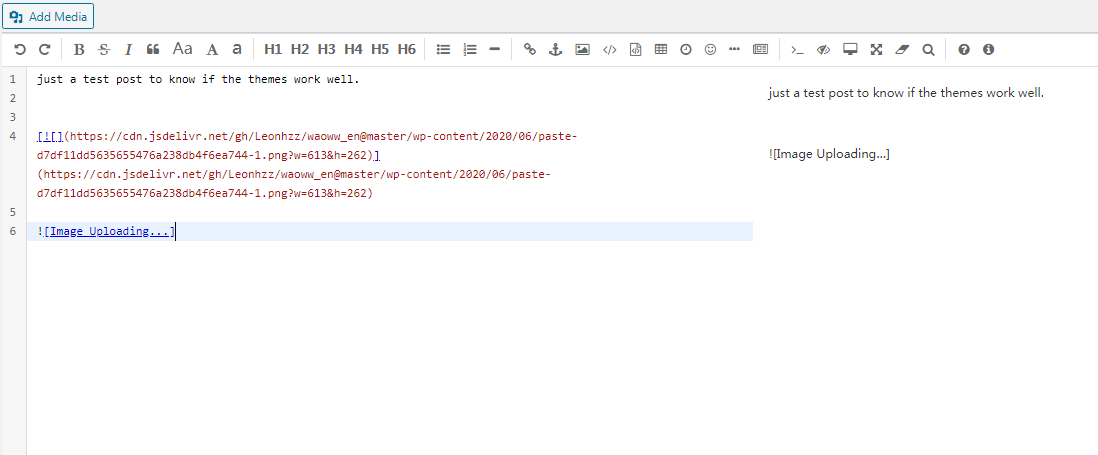 Add Media
B S I Aa A a H1 H2 H3 H4 H5 H6
1 just a test post to know if the themes work well.
2
3
4 [![](https://cdn.jsdelivr.net/gh/Leonhzz/waoww_en@master/wp-content/2020/06/paste-
d7df11dd5635655476a238db4f6ea744-1.png?w=613&h=262)]
(https://cdn.jsdelivr.net/gh/Leonhzz/waoww_en@master/wp-content/2020/06/paste-
d7df11dd5635655476a238db4f6ea744-1.png?w=613&h=262)
5
6 ![Image Uploading...]
just a test post to know if the themes work well.
![Image Uploading...]